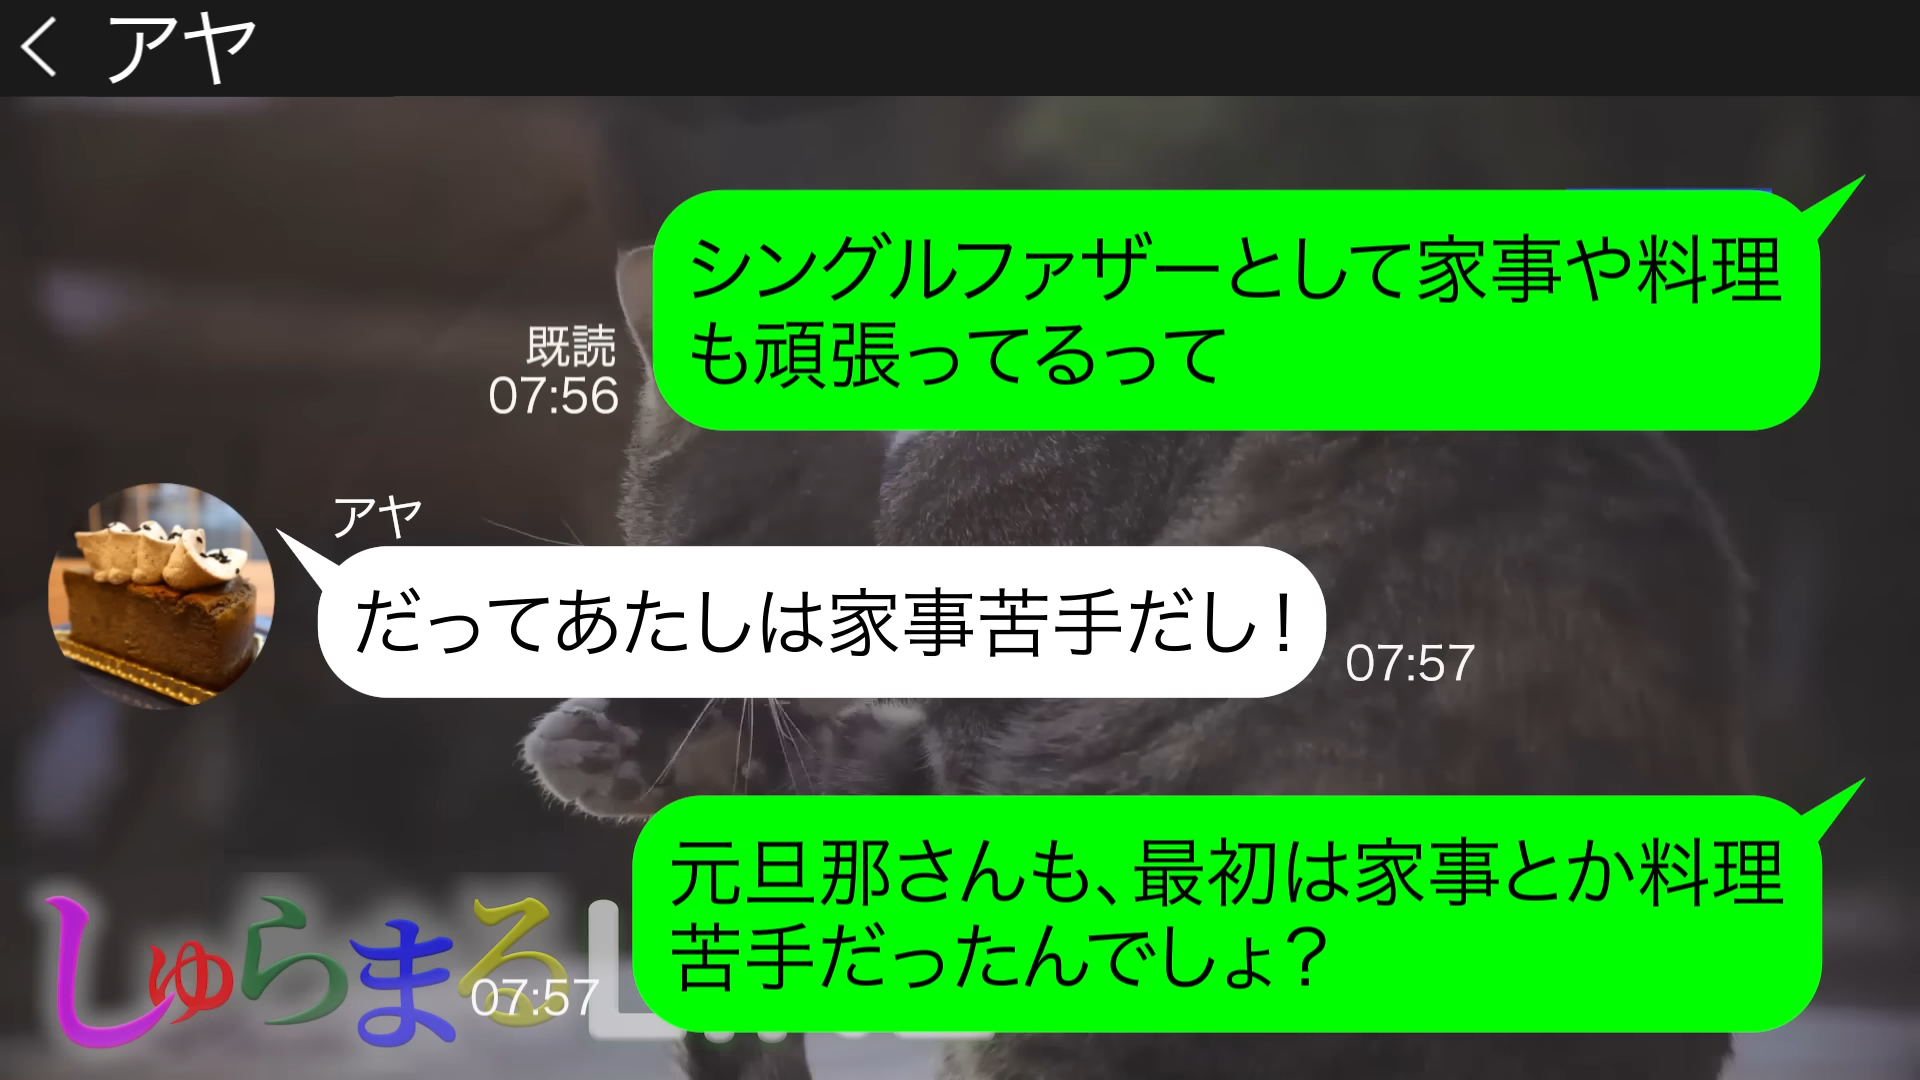 アヤ
シングルファザーとして家事や料理
も頑張ってるって
既読
07:56
アヤ
だってあたしは家事苦手だし!
07:57
元旦那さんも、最初は家事とか料理
苦手だったんでしょ?
07:57
しゅらまる